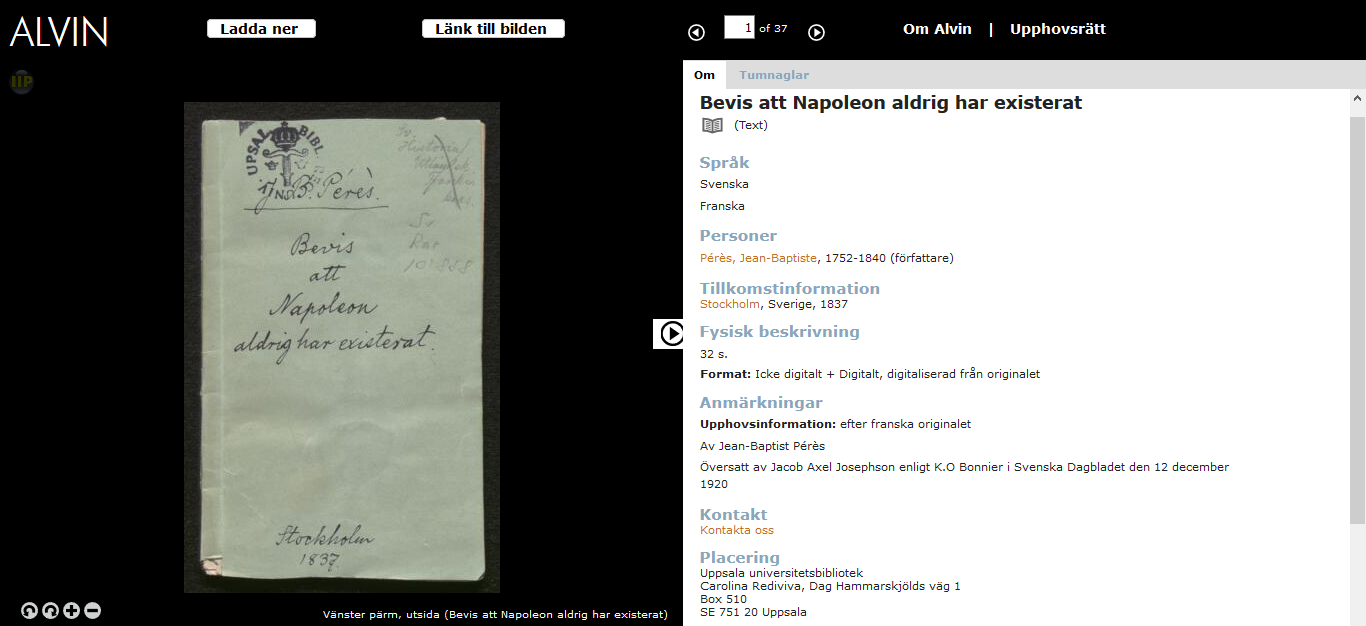 ALVIN
Ladda ner
Länk till bilden
1 of 37
Om Alvin | Upphovsrätt
IIP
UPSAL. BIBL.
J. B. Pérès.
Sv.
Historia
Utländsk
Sv
Rar
10:858
Bevis
att
Napoleon
aldrig har existerat.
Stockholm
1837.
Vänster pärm, utsida (Bevis att Napoleon aldrig har existerat)
Om
Tumnaglar
Bevis att Napoleon aldrig har existerat
(Text)
Språk
Svenska
Franska
Personer
Pérès, Jean-Baptiste, 1752-1840 (författare)
Tillkomstinformation
Stockholm, Sverige, 1837
Fysisk beskrivning
32 s.
Format: Icke digitalt + Digitalt, digitaliserad från originalet
Anmärkningar
Upphovsinformation: efter franska originalet
Av Jean-Baptist Pérès
Översatt av Jacob Axel Josephson enligt K.O Bonnier i Svenska Dagbladet den 12 december
1920
Kontakt
Kontakta oss
Placering
Uppsala universitetsbibliotek
Carolina Rediviva, Dag Hammarskjölds väg 1
Box 510
SE 751 20 Uppsala